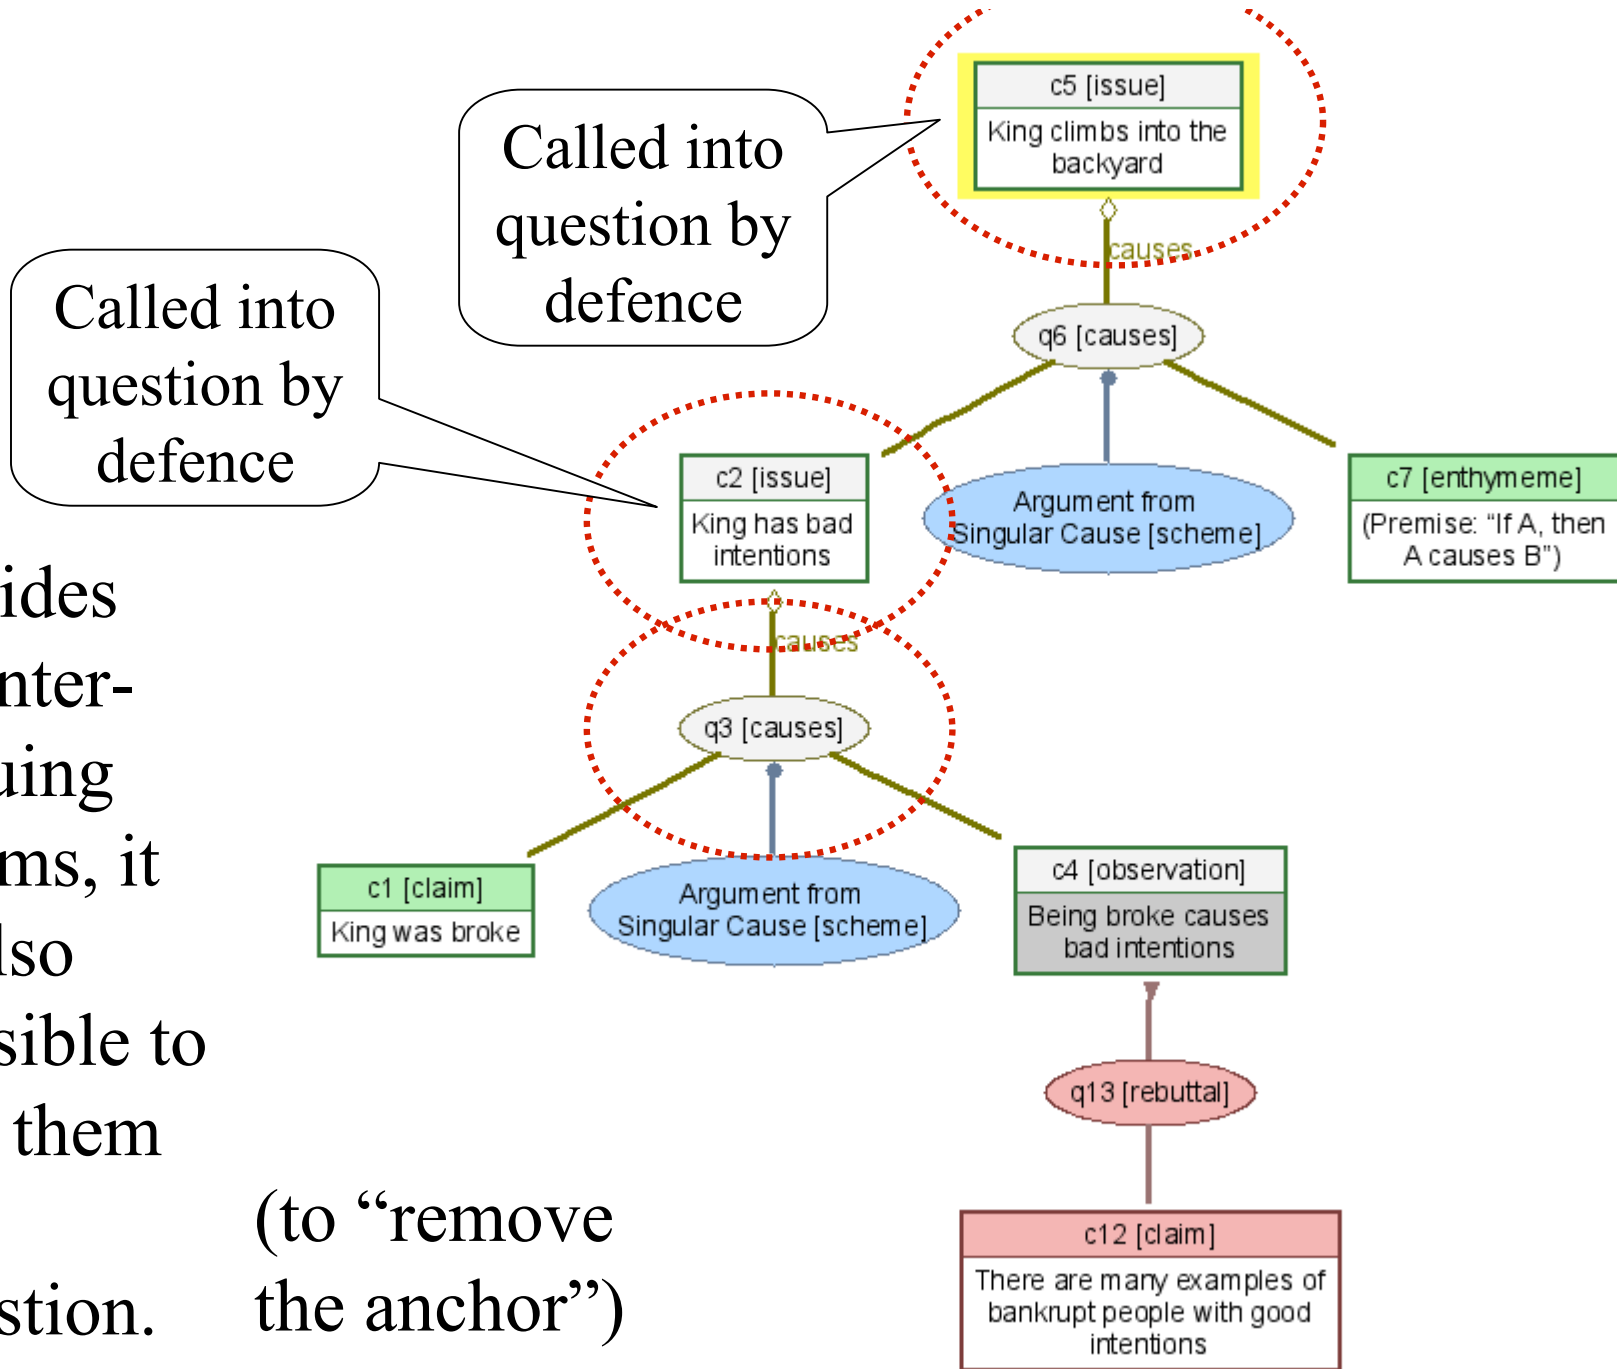 c5 [issue]
King climbs into the
backyard
Called into
question by
defence
causes
Called into
question by
defence
q6 [causes]
c2 [issue]
King has bad
intentions
Argument from
Singular Cause [scheme]
c7 [enthymeme]
(Premise: “If A, then
A causes B”)
causes
q3 [causes]
c1 [claim]
King was broke
Argument from
Singular Cause [scheme]
c4 [observation]
Being broke causes
bad intentions
q13 [rebuttal]
c12 [claim]
There are many examples of
bankrupt people with good
intentions
ides
nter-
uing
ms, it
lso
sible to
them
stion.
(to “remove
the anchor”)